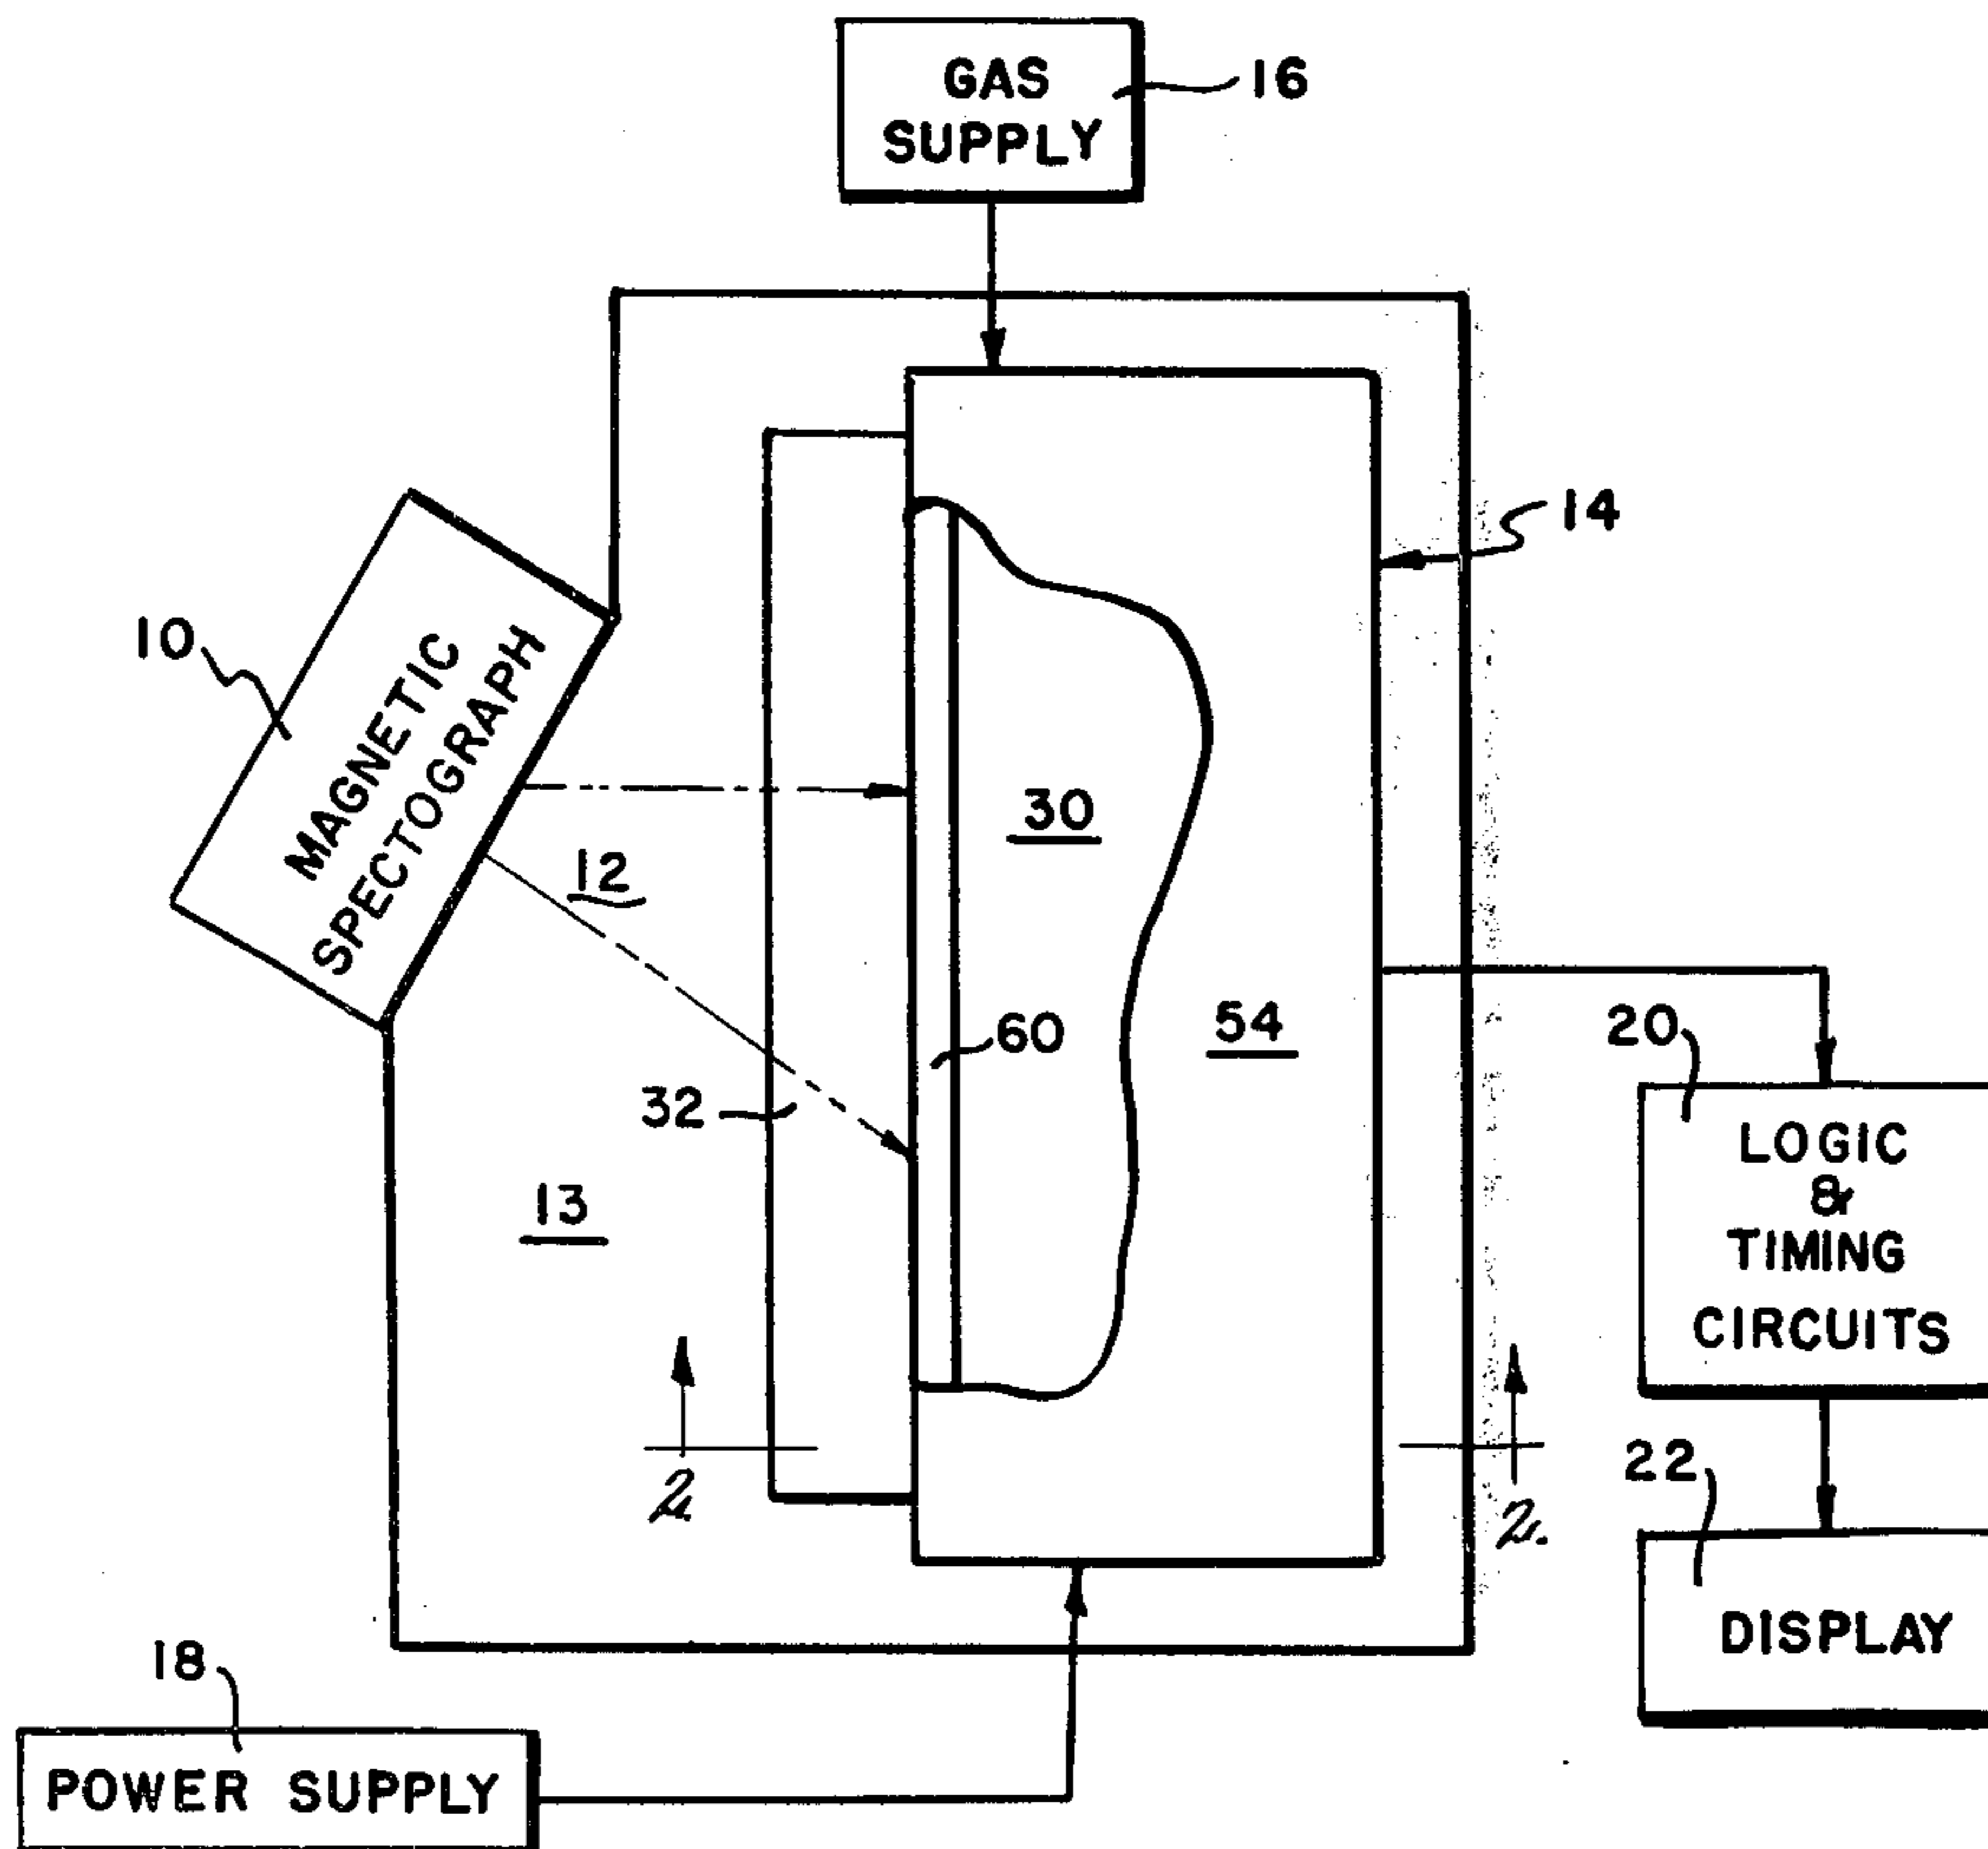 GAS
SUPPLY
16
14
10
MAGNETIC
SPECTOGRAPH
12
30
60
54
32
13
20
LOGIC
&
TIMING
CIRCUITS
2
2
22
DISPLAY
18
POWER SUPPLY